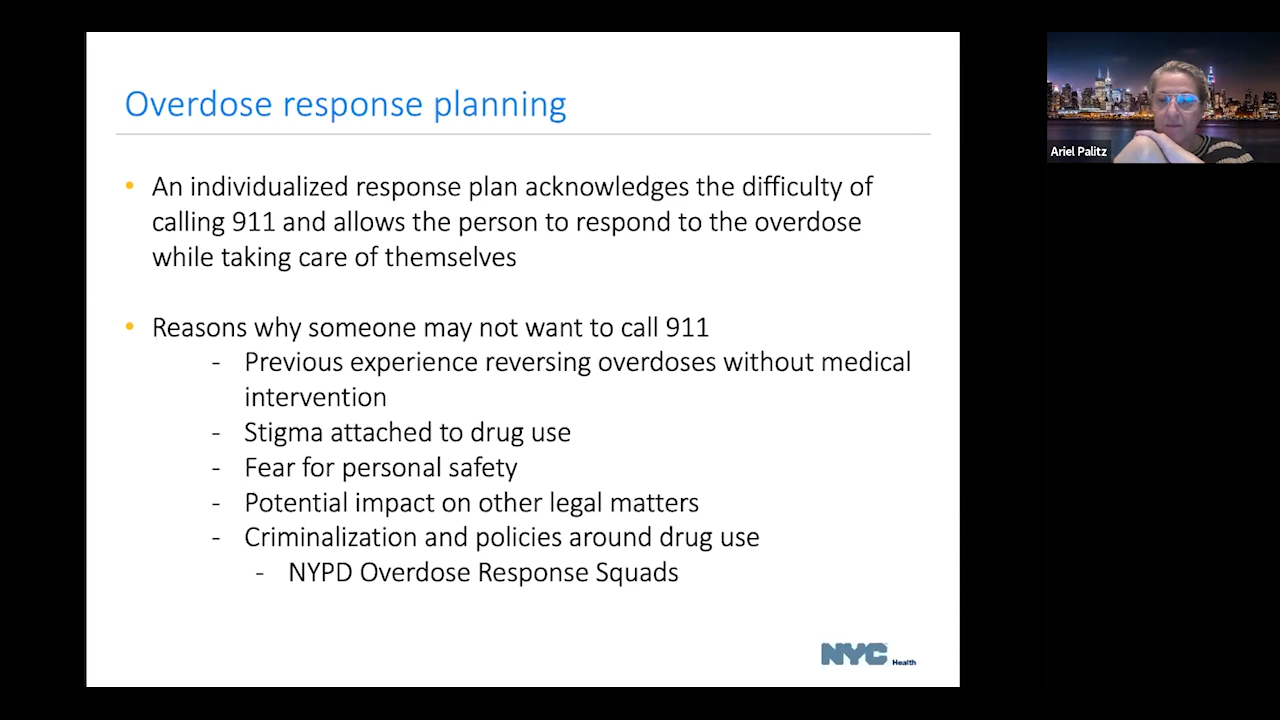 Overdose response planning
• An individualized response plan acknowledges the difficulty of
calling 911 and allows the person to respond to the overdose
while taking care of themselves
• Reasons why someone may not want to call 911
- Previous experience reversing overdoses without medical
intervention
- Stigma attached to drug use
- Fear for personal safety
- Potential impact on other legal matters
- Criminalization and policies around drug use
- NYPD Overdose Response Squads
NYC Health
Ariel Palitz